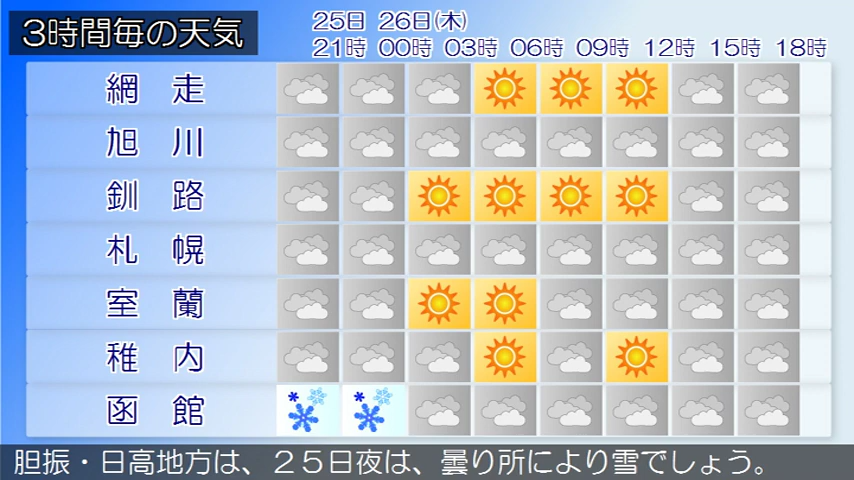 3時間毎の天気
25日 26日(木)
21時 00時 03時 06時 09時 12時 15時 18時
網 走
旭 川
釧 路
札 幌
室 蘭
稚 内
函 館
胆振・日高地方は、２５日夜は、曇り所により雪でしょう。